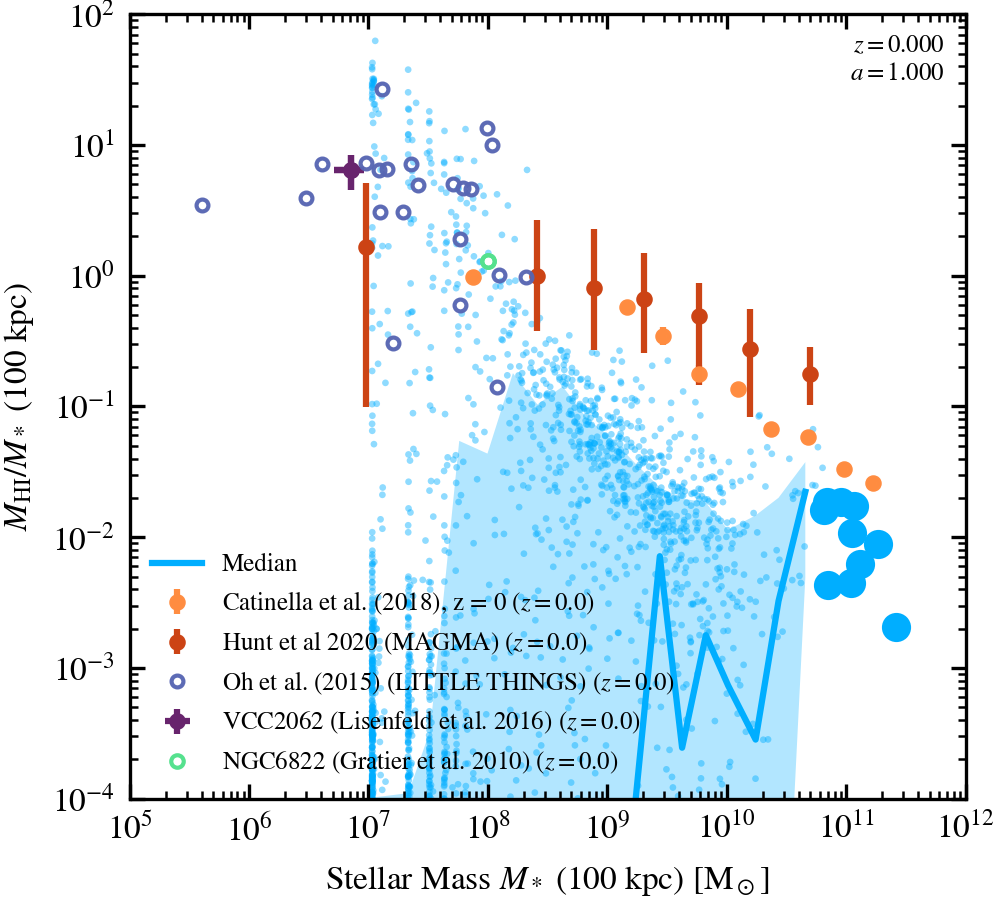 10^2
z = 0.000
a = 1.000
10^1
10^0
10^−1
10^−2
10^−3
10^−4
M_HI/M_* (100 kpc)
Median
Catinella et al. (2018), z = 0 (z = 0.0)
Hunt et al 2020 (MAGMA) (z = 0.0)
Oh et al. (2015) (LITTLE THINGS) (z = 0.0)
VCC2062 (Lisenfeld et al. 2016) (z = 0.0)
NGC6822 (Gratier et al. 2010) (z = 0.0)
10^5 10^6 10^7 10^8 10^9 10^10 10^11 10^12
Stellar Mass M_* (100 kpc) [M_⊙]